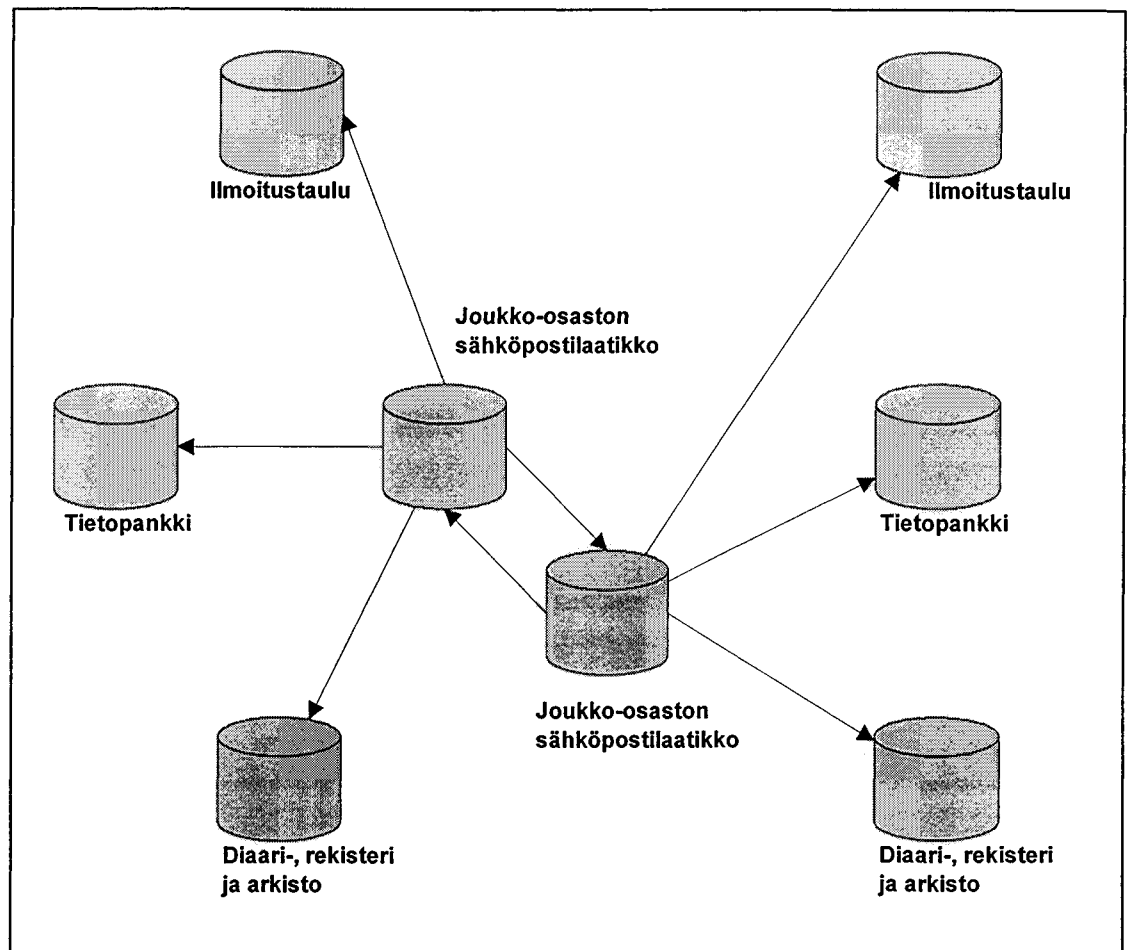 Ilmoitustaulu
Ilmoitustaulu
Joukko-osaston
sähköpostilaatikko
Tietopankki
Tietopankki
Joukko-osaston
sähköpostilaatikko
Diaari-, rekisteri
ja arkisto
Diaari-, rekisteri
ja arkisto